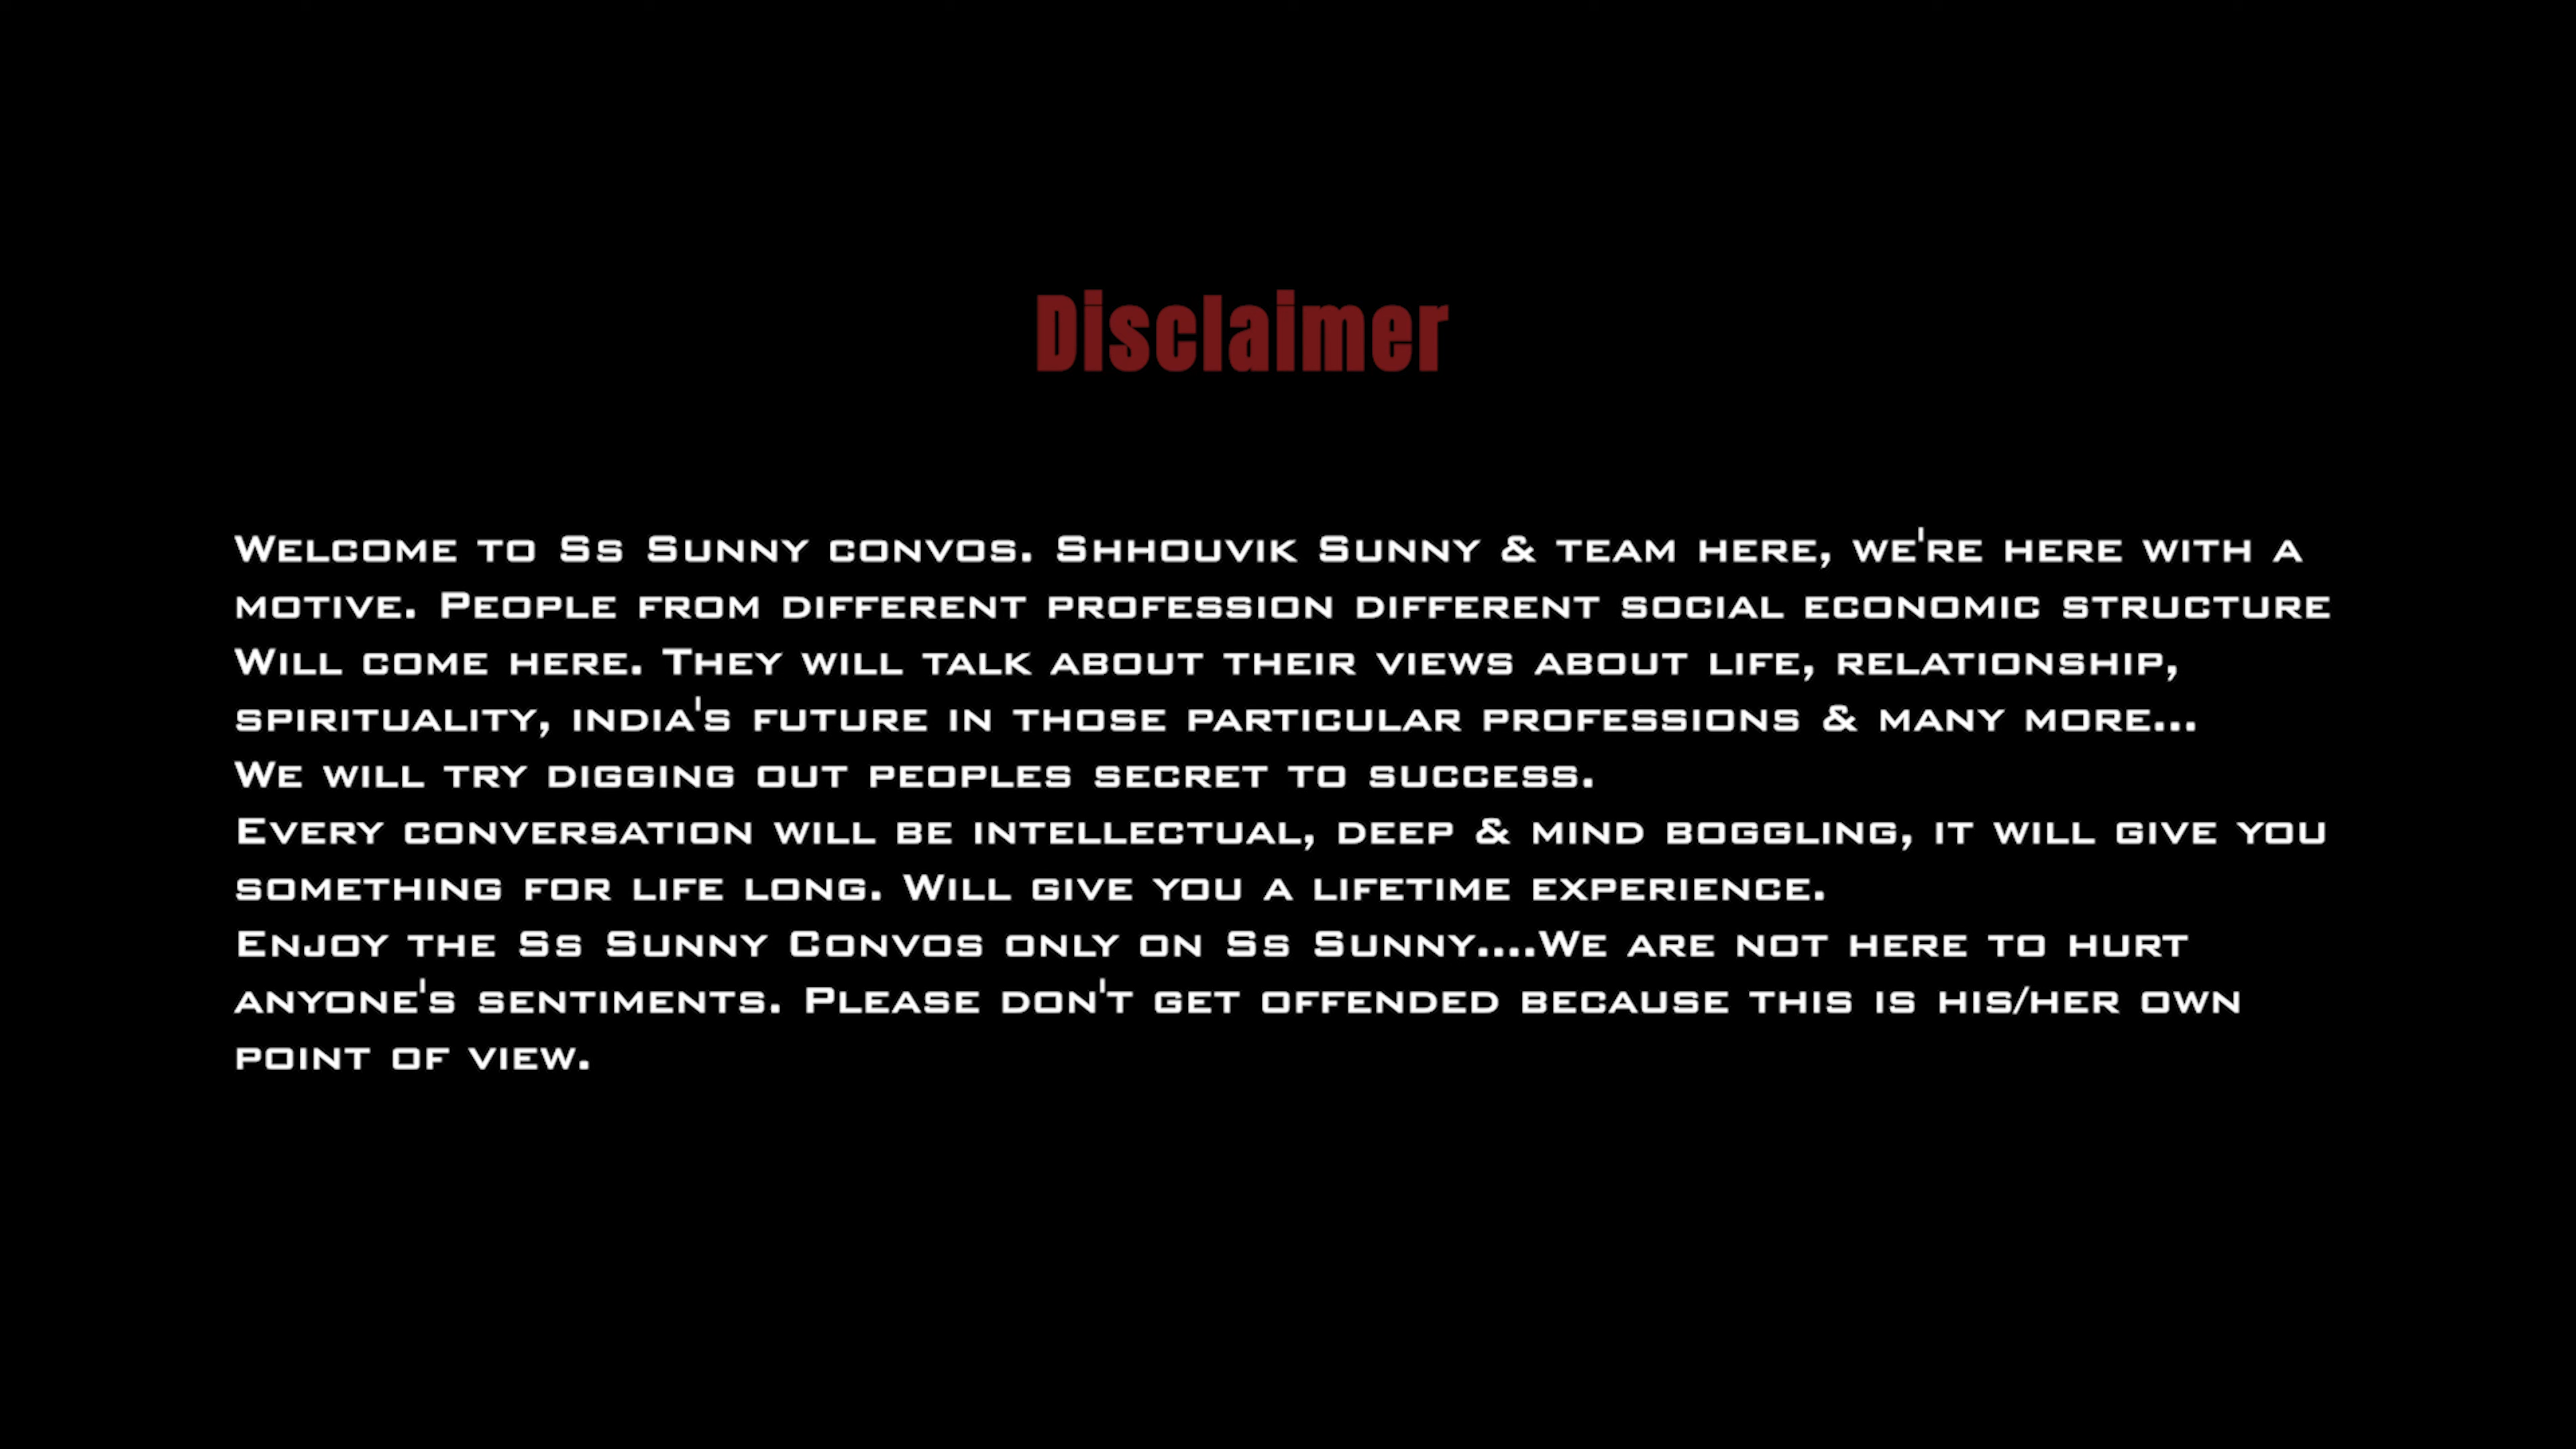 Disclaimer
Welcome to Ss Sunny convos. Shhouvik Sunny & team here, we're here with a
motive. People from different profession different social economic structure
Will come here. They will talk about their views about life, relationship,
spirituality, india's future in those particular professions & many more...
We will try digging out peoples secret to success.
Every conversation will be intellectual, deep & mind boggling, it will give you
something for life long. Will give you a lifetime experience.
Enjoy the Ss Sunny Convos only on Ss Sunny....We are not here to hurt
anyone's sentiments. Please don't get offended because this is his/her own
point of view.